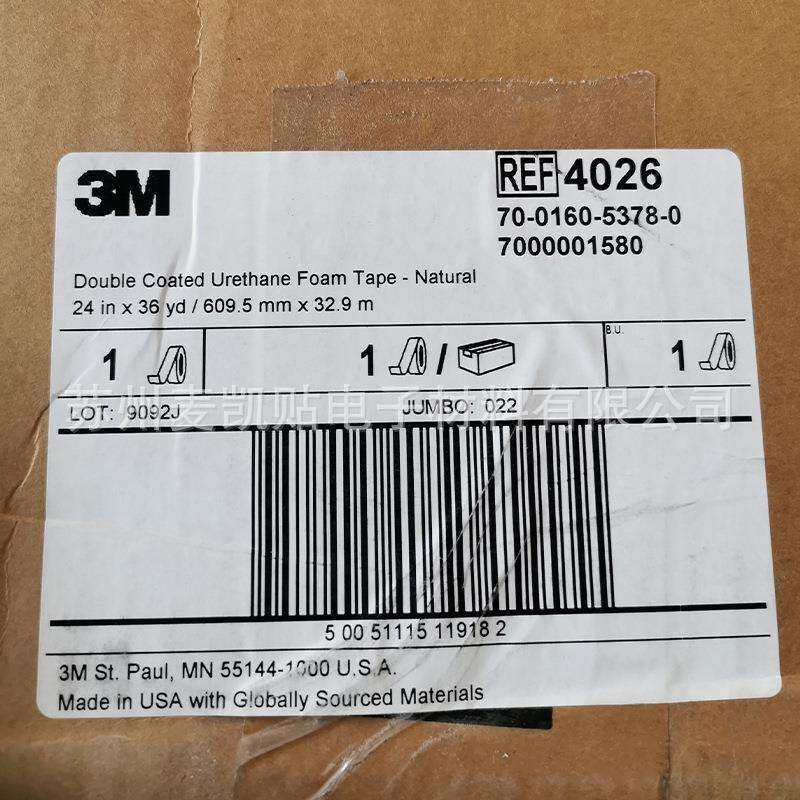 3M
REF 4026
70-0160-5378-0
7000001580
Double Coated Urethane Foam Tape - Natural
24 in x 36 yd / 609.5 mm x 32.9 m
1
1 /
B.U.
1
LOT: 9092J
JUMBO: 022
苏州麦凯贴电子材料有限公司
5 00 51115 11918 2
3M St. Paul, MN 55144-1000 U.S.A.
Made in USA with Globally Sourced Materials